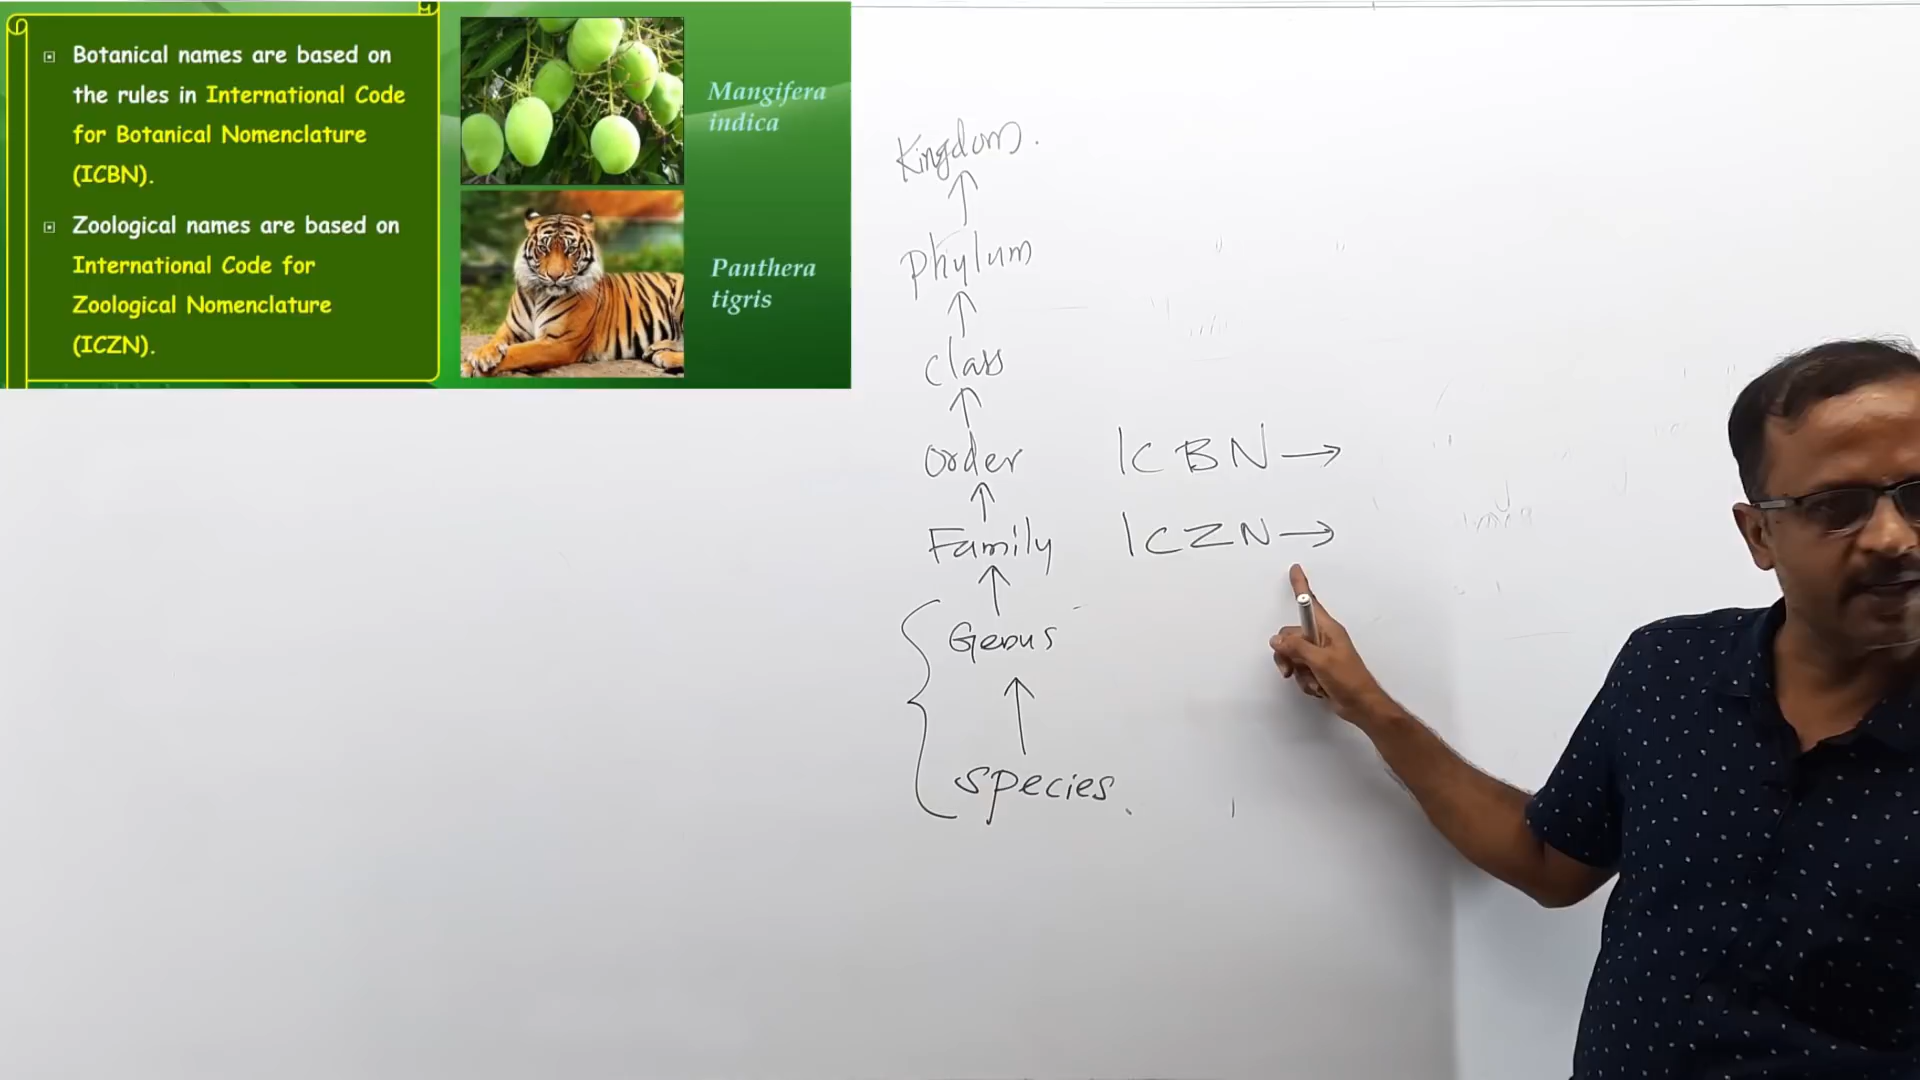 Botanical names are based on
the rules in International Code
for Botanical Nomenclature
(ICBN).
Zoological names are based on
International Code for
Zoological Nomenclature
(ICZN).
Mangifera
indica
Panthera
tigris
Kingdom.
Phylum
Class
Order
Family
Genus
Species.
ICBN →
ICZN →